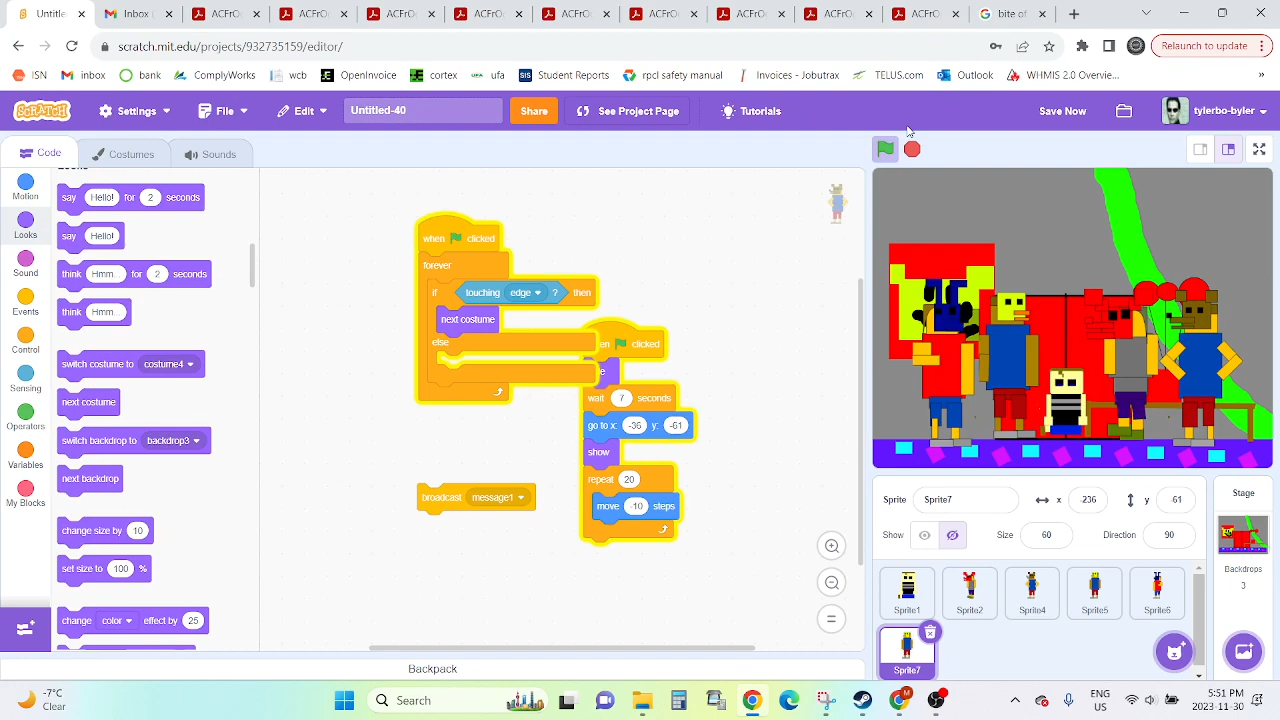 Untitle
Inbox
ACFrO
ACFrO
ACFrO
ACFrO
ACFrO
ACFrO
ACFrO
ACFrO
ACFrO
bite of
scratch.mit.edu/projects/932735159/editor/
Relaunch to update
ISN
inbox
bank
ComplyWorks
wcb
OpenInvoice
cortex
ufa
SIS
Student Reports
rpcl safety manual
Invoices - Jobutrax
TELUS.com
Outlook
WHMIS 2.0 Overvie...
»
SCRATCH
Settings
File
Edit
Untitled-40
Share
See Project Page
Tutorials
Save Now
tylerbo-byler
Code
Costumes
Sounds
Motion
Looks
Sound
Events
Control
Sensing
Operators
Variables
My Blocks
say Hello! for 2 seconds
say Hello!
think Hmm... for 2 seconds
think Hmm...
switch costume to costume4
next costume
switch backdrop to backdrop3
next backdrop
change size by 10
set size to 100 %
change color effect by 25
when clicked
forever
if touching edge ? then
next costume
else
clicked
wait 7 seconds
go to x: -36 y: -61
show
repeat 20
move -10 steps
broadcast message1
Backpack
Sprite Sprite7 x -236 y -61
Show Size 60 Direction 90
Sprite1
Sprite2
Sprite4
Sprite5
Sprite6
Sprite7
Stage
Backdrops
3
-7°C
Clear
Search
ENG
US
5:51 PM
2023-11-30